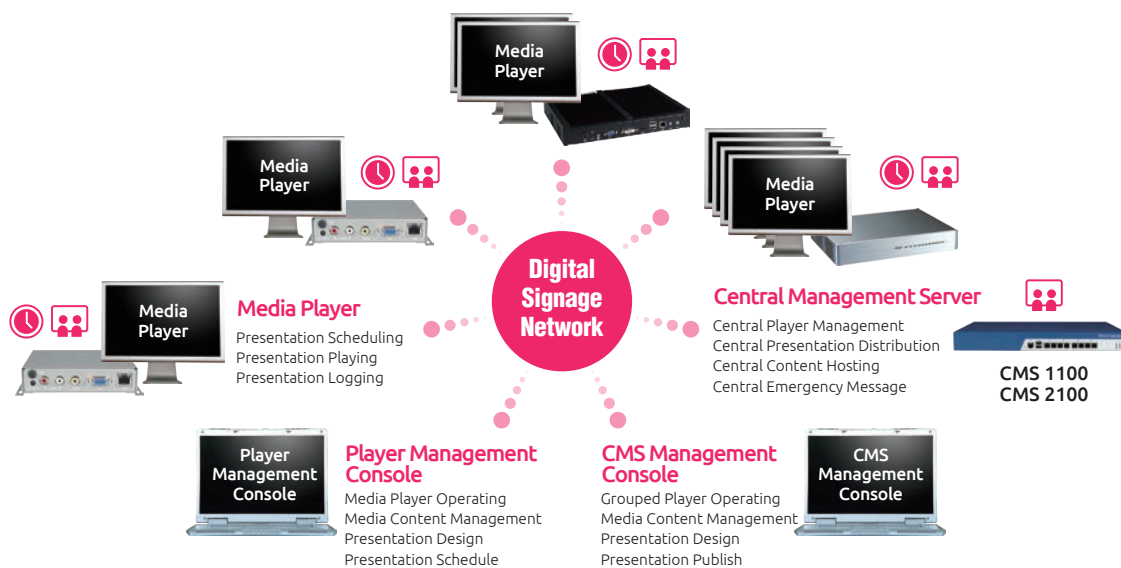 Media
Player
Media
Player
Media
Player
Media
Player
Digital
Signage
Network
Media Player
Presentation Scheduling
Presentation Playing
Presentation Logging
Central Management Server
Central Player Management
Central Presentation Distribution
Central Content Hosting
Central Emergency Message
CMS 1100
CMS 2100
Player
Management
Console
Player Management
Console
Media Player Operating
Media Content Management
Presentation Design
Presentation Schedule
CMS Management
Console
Grouped Player Operating
Media Content Management
Presentation Design
Presentation Publish
CMS
Management
Console